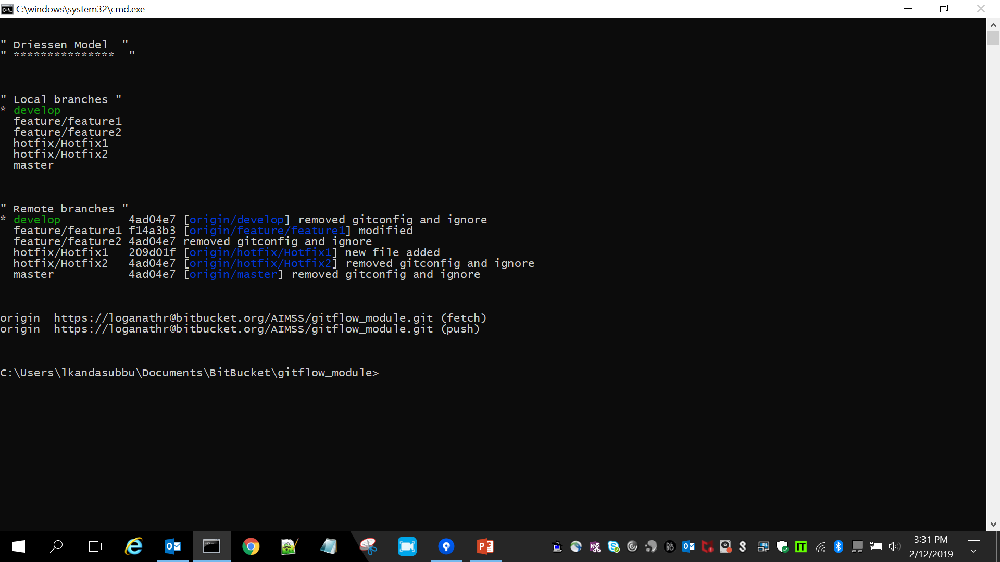 C:\windows\system32\cmd.exe
" Driessen Model  "
" ***************  "
" Local branches "
* develop
  feature/feature1
  feature/feature2
  hotfix/Hotfix1
  hotfix/Hotfix2
  master
" Remote branches "
* develop          4ad04e7 [origin/develop] removed gitconfig and ignore
  feature/feature1 f14a3b3 [origin/feature/feature1] modified
  feature/feature2 4ad04e7 removed gitconfig and ignore
  hotfix/Hotfix1   209d01f [origin/hotfix/Hotfix1] new file added
  hotfix/Hotfix2   4ad04e7 [origin/hotfix/Hotfix2] removed gitconfig and ignore
  master           4ad04e7 [origin/master] removed gitconfig and ignore
origin  https://loganathr@bitbucket.org/AIMSS/gitflow_module.git (fetch)
origin  https://loganathr@bitbucket.org/AIMSS/gitflow_module.git (push)
C:\Users\lkandasubbu\Documents\BitBucket\gitflow_module>
3:31 PM
2/12/2019